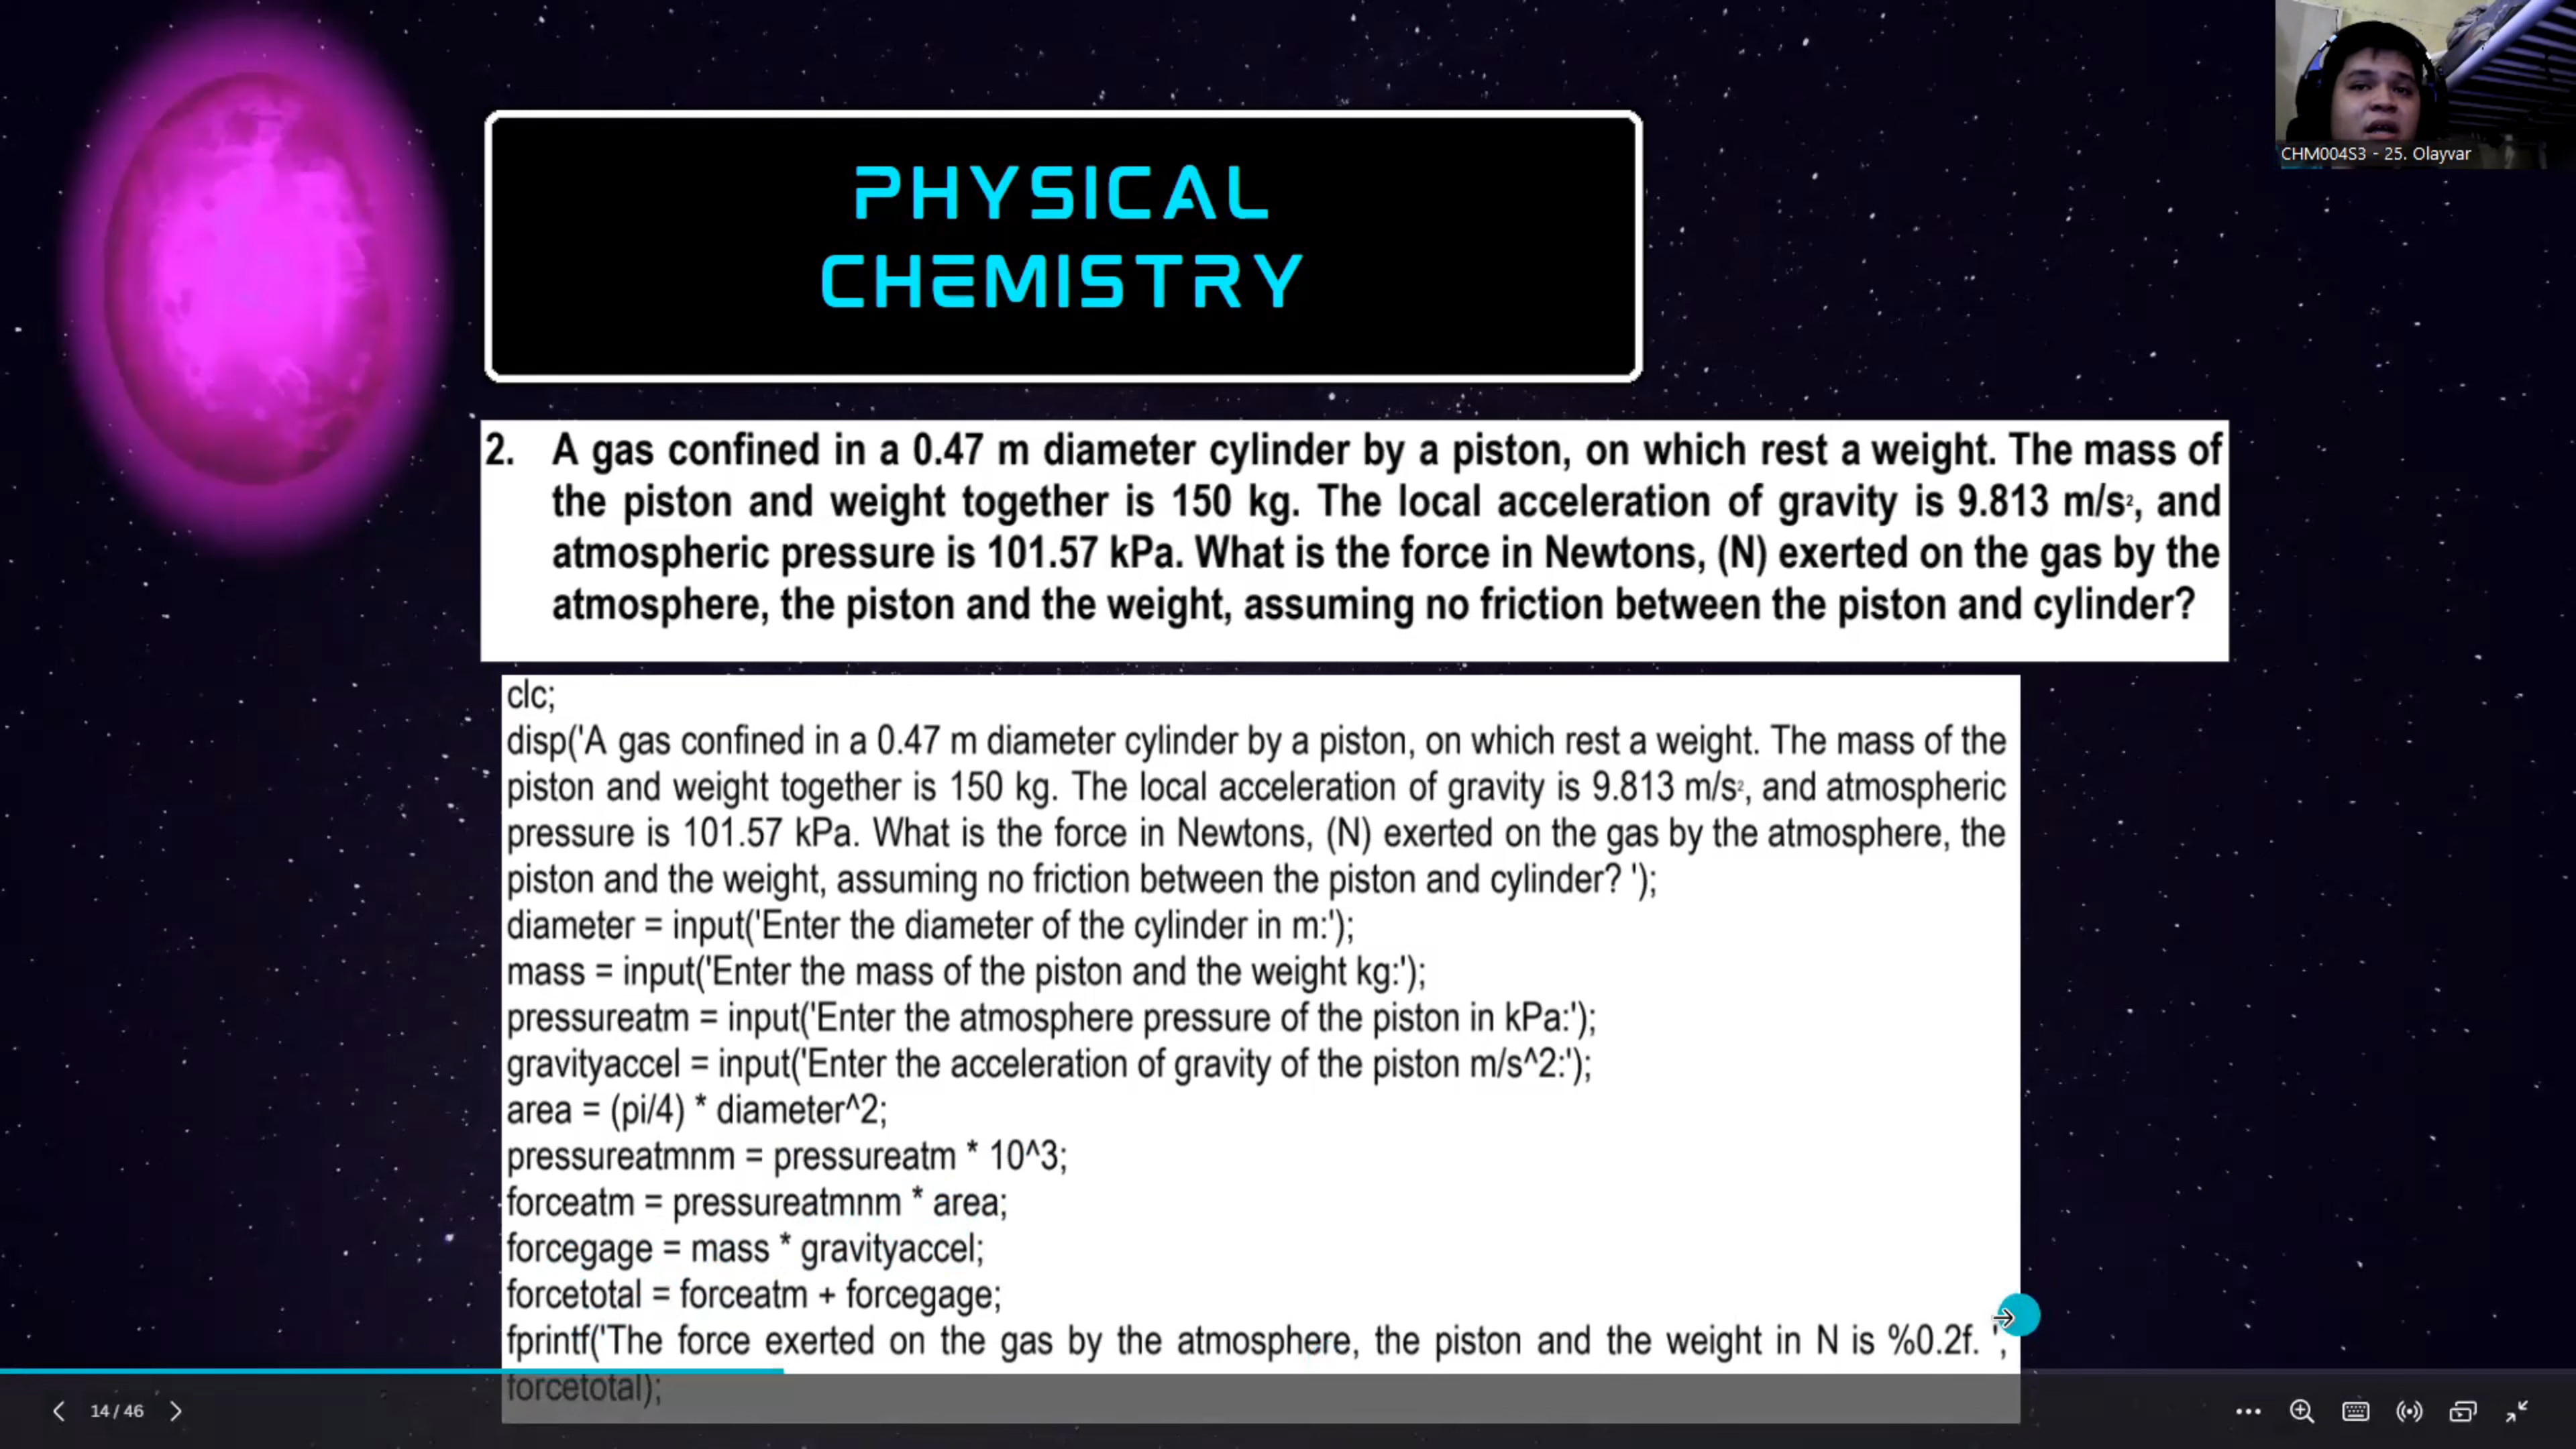 CHM004S3 - 25. Olayvar
PHYSICAL
CHEMISTRY
2. A gas confined in a 0.47 m diameter cylinder by a piston, on which rest a weight. The mass of
the piston and weight together is 150 kg. The local acceleration of gravity is 9.813 m/s², and
atmospheric pressure is 101.57 kPa. What is the force in Newtons, (N) exerted on the gas by the
atmosphere, the piston and the weight, assuming no friction between the piston and cylinder?
clc;
disp('A gas confined in a 0.47 m diameter cylinder by a piston, on which rest a weight. The mass of the
piston and weight together is 150 kg. The local acceleration of gravity is 9.813 m/s², and atmospheric
pressure is 101.57 kPa. What is the force in Newtons, (N) exerted on the gas by the atmosphere, the
piston and the weight, assuming no friction between the piston and cylinder? ');
diameter = input('Enter the diameter of the cylinder in m:');
mass = input('Enter the mass of the piston and the weight kg:');
pressureatm = input('Enter the atmosphere pressure of the piston in kPa:');
gravityaccel = input('Enter the acceleration of gravity of the piston m/s^2:');
area = (pi/4) * diameter^2;
pressureatmnm = pressureatm * 10^3;
forceatm = pressureatmnm * area;
forcegage = mass * gravityaccel;
forcetotal = forceatm + forcegage;
fprintf('The force exerted on the gas by the atmosphere, the piston and the weight in N is %0.2f. ',
forcetotal);
14 / 46